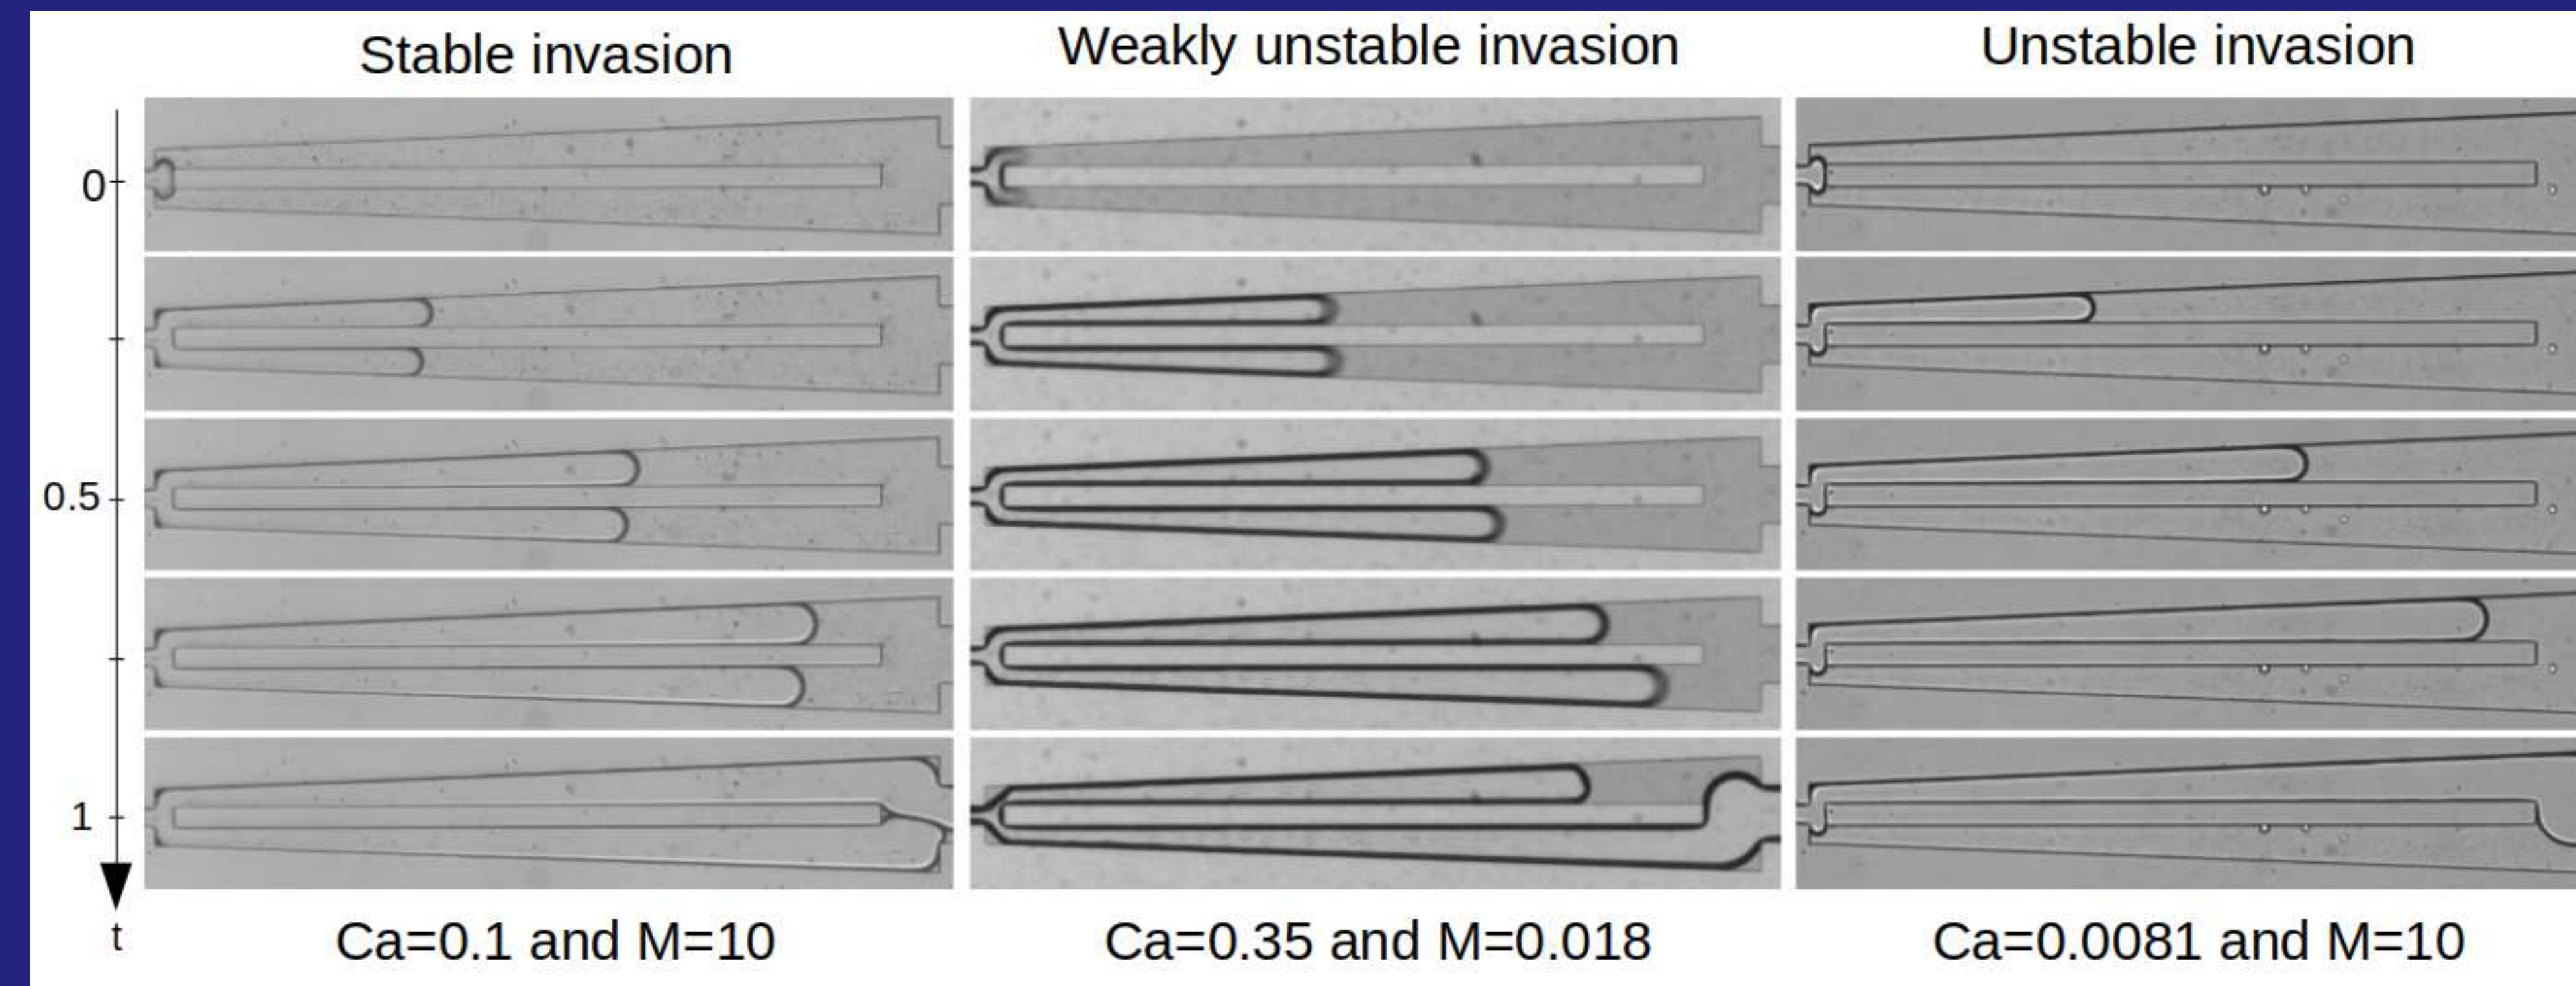 Stable invasion
Weakly unstable invasion
Unstable invasion
0
0.5
1
t
Ca=0.1 and M=10
Ca=0.35 and M=0.018
Ca=0.0081 and M=10